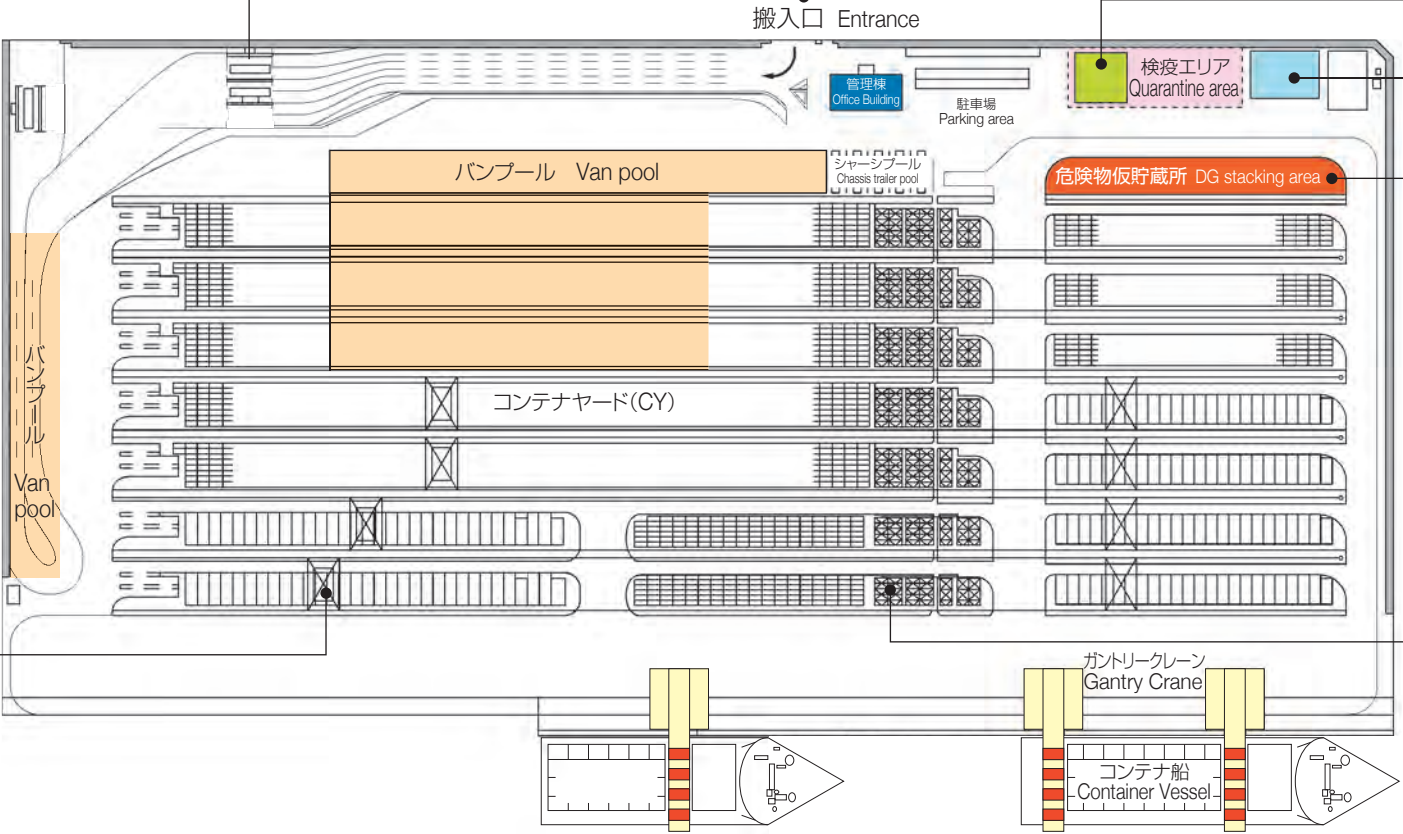 搬入口 Entrance
管理棟
Office Building
駐車場
Parking area
検疫エリア
Quarantine area
バンプール Van pool
シャーシプール
Chassis trailer pool
危険物仮貯蔵所 DG stacking area
バンプール
Van
pool
コンテナヤード(CY)
ガントリークレーン
Gantry Crane
コンテナ船
Container Vessel